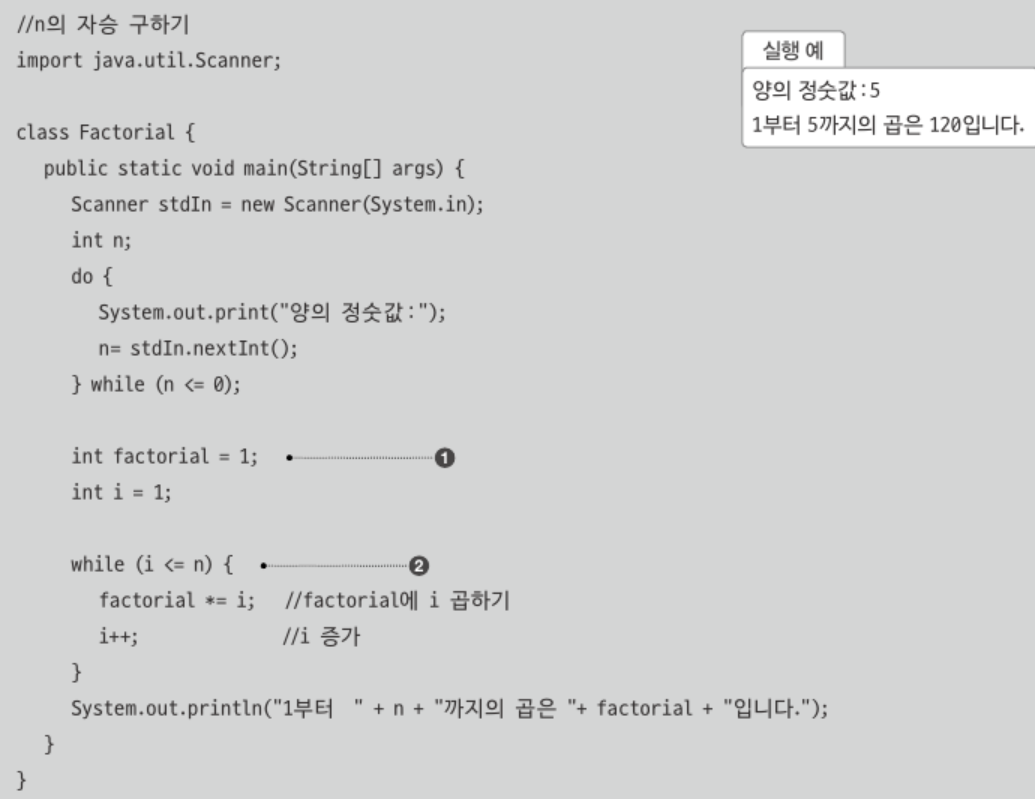 //n의 자승 구하기
import java.util.Scanner;
실행 예
양의 정숫값:5
1부터 5까지의 곱은 120입니다.
class Factorial {
public static void main(String[] args) {
Scanner stdIn = new Scanner(System.in);
int n;
do {
System.out.print("양의 정숫값:");
n= stdIn.nextInt();
} while (n <= 0);
int factorial = 1; ❶
int i = 1;
while (i <= n) { ❷
factorial *= i; //factorial에 i 곱하기
i++; //i 증가
}
System.out.println("1부터 " + n + "까지의 곱은 "+ factorial + "입니다.");
}
}